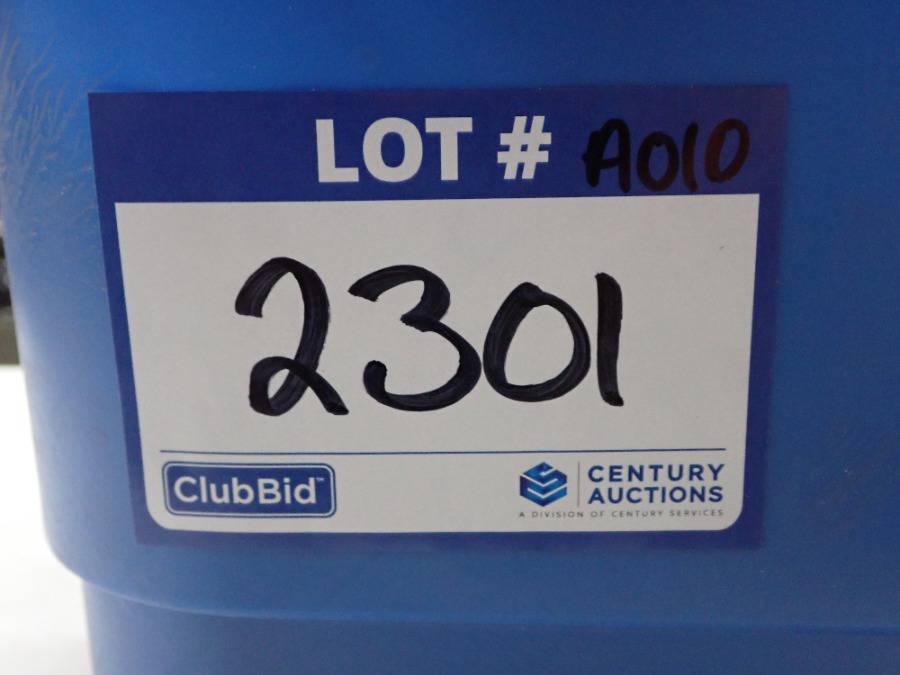 LOT # A010
2301
ClubBid™
CENTURY
AUCTIONS
A DIVISION OF CENTURY SERVICES